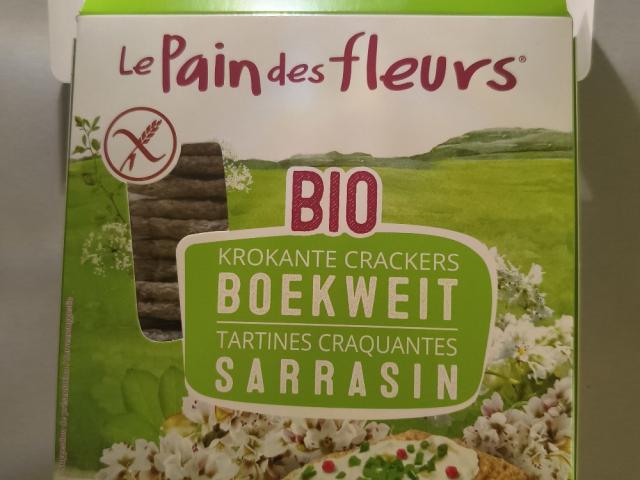 Le Pain des fleurs®
BIO
KROKANTE CRACKERS
BOEKWEIT
TARTINES CRAQUANTES
SARRASIN